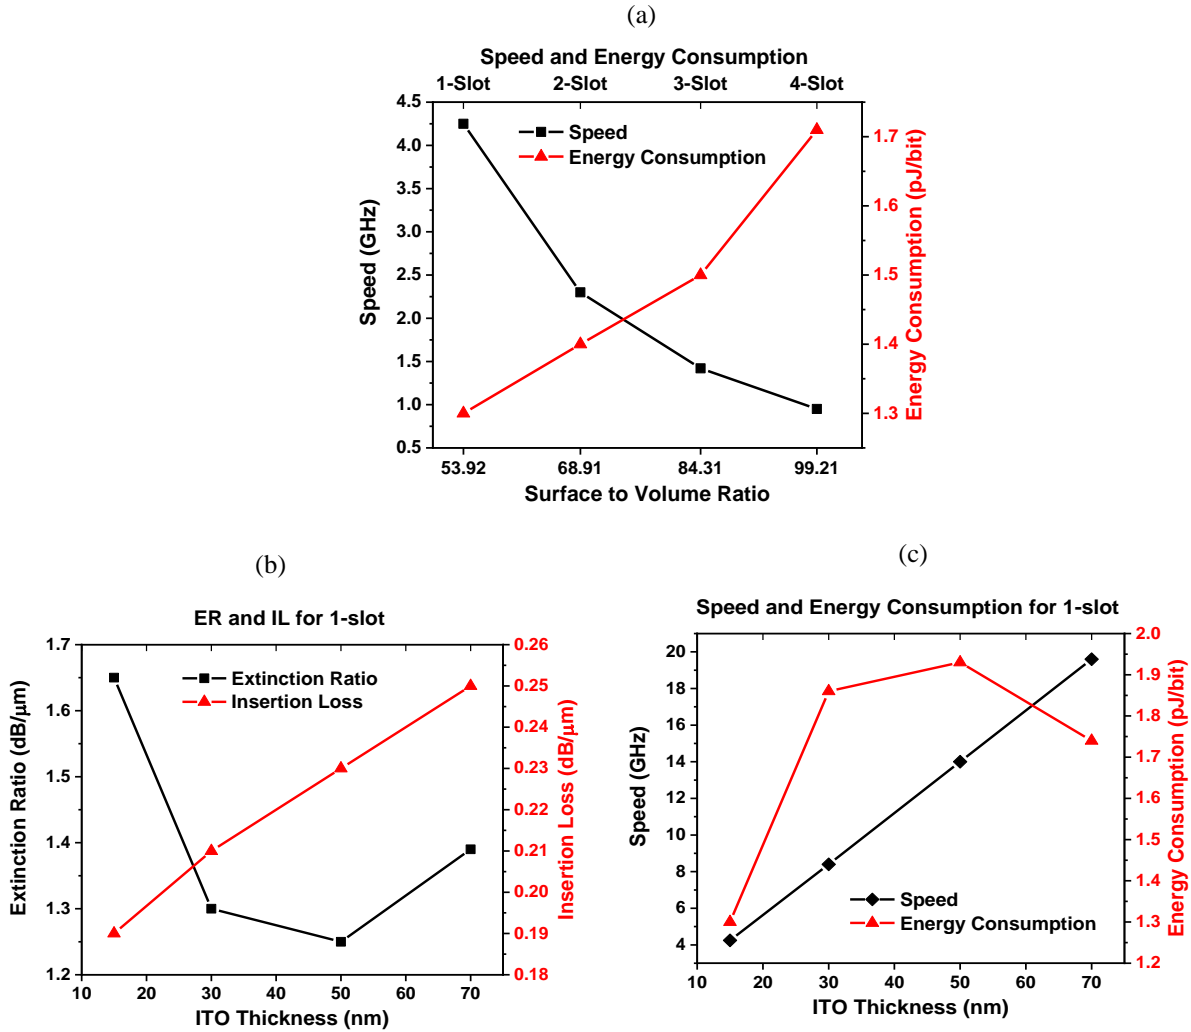 (a)
Speed and Energy Consumption
1-Slot 2-Slot 3-Slot 4-Slot
4.5
4.0
3.5
3.0
2.5
2.0
1.5
1.0
0.5
Speed (GHz)
Speed
Energy Consumption
1.7
1.6
1.5
1.4
1.3
Energy Consumption (pJ/bit)
53.92 68.91 84.31 99.21
Surface to Volume Ratio
(b)
ER and IL for 1-slot
1.7
1.6
1.5
1.4
1.3
1.2
Extinction Ratio (dB/μm)
Extinction Ratio
Insertion Loss
0.26
0.25
0.24
0.23
0.22
0.21
0.20
0.19
0.18
Insertion Loss (dB/μm)
10 20 30 40 50 60 70
ITO Thickness (nm)
(c)
Speed and Energy Consumption for 1-slot
20
18
16
14
12
10
8
6
4
Speed (GHz)
Speed
Energy Consumption
2.0
1.9
1.8
1.7
1.6
1.5
1.4
1.3
1.2
Energy Consumption (pJ/bit)
10 20 30 40 50 60 70
ITO Thickness (nm)